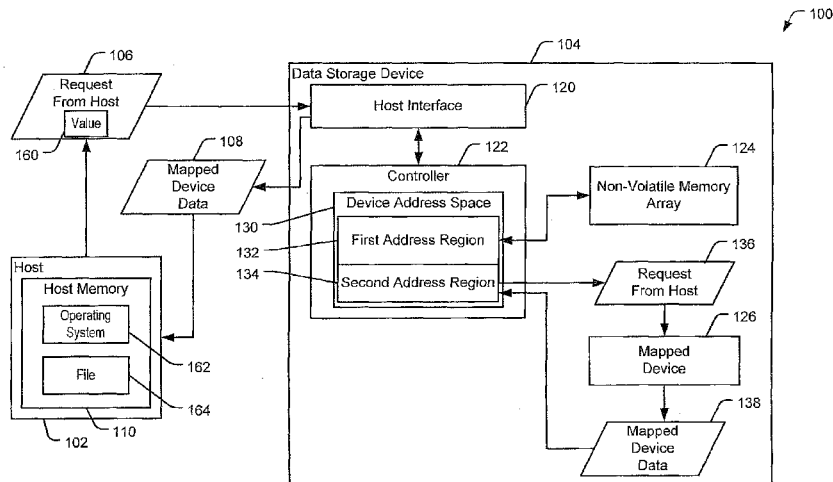 100
106
104
Request
From Host
Value
160
Data Storage Device
Host Interface
120
108
Mapped
Device
Data
122
Controller
124
Non-Volatile Memory
Array
130
Device Address Space
132
First Address Region
134
Second Address Region
136
Request
From Host
126
Mapped
Device
138
Mapped
Device
Data
Host
Host Memory
Operating
System
162
File
164
102
110